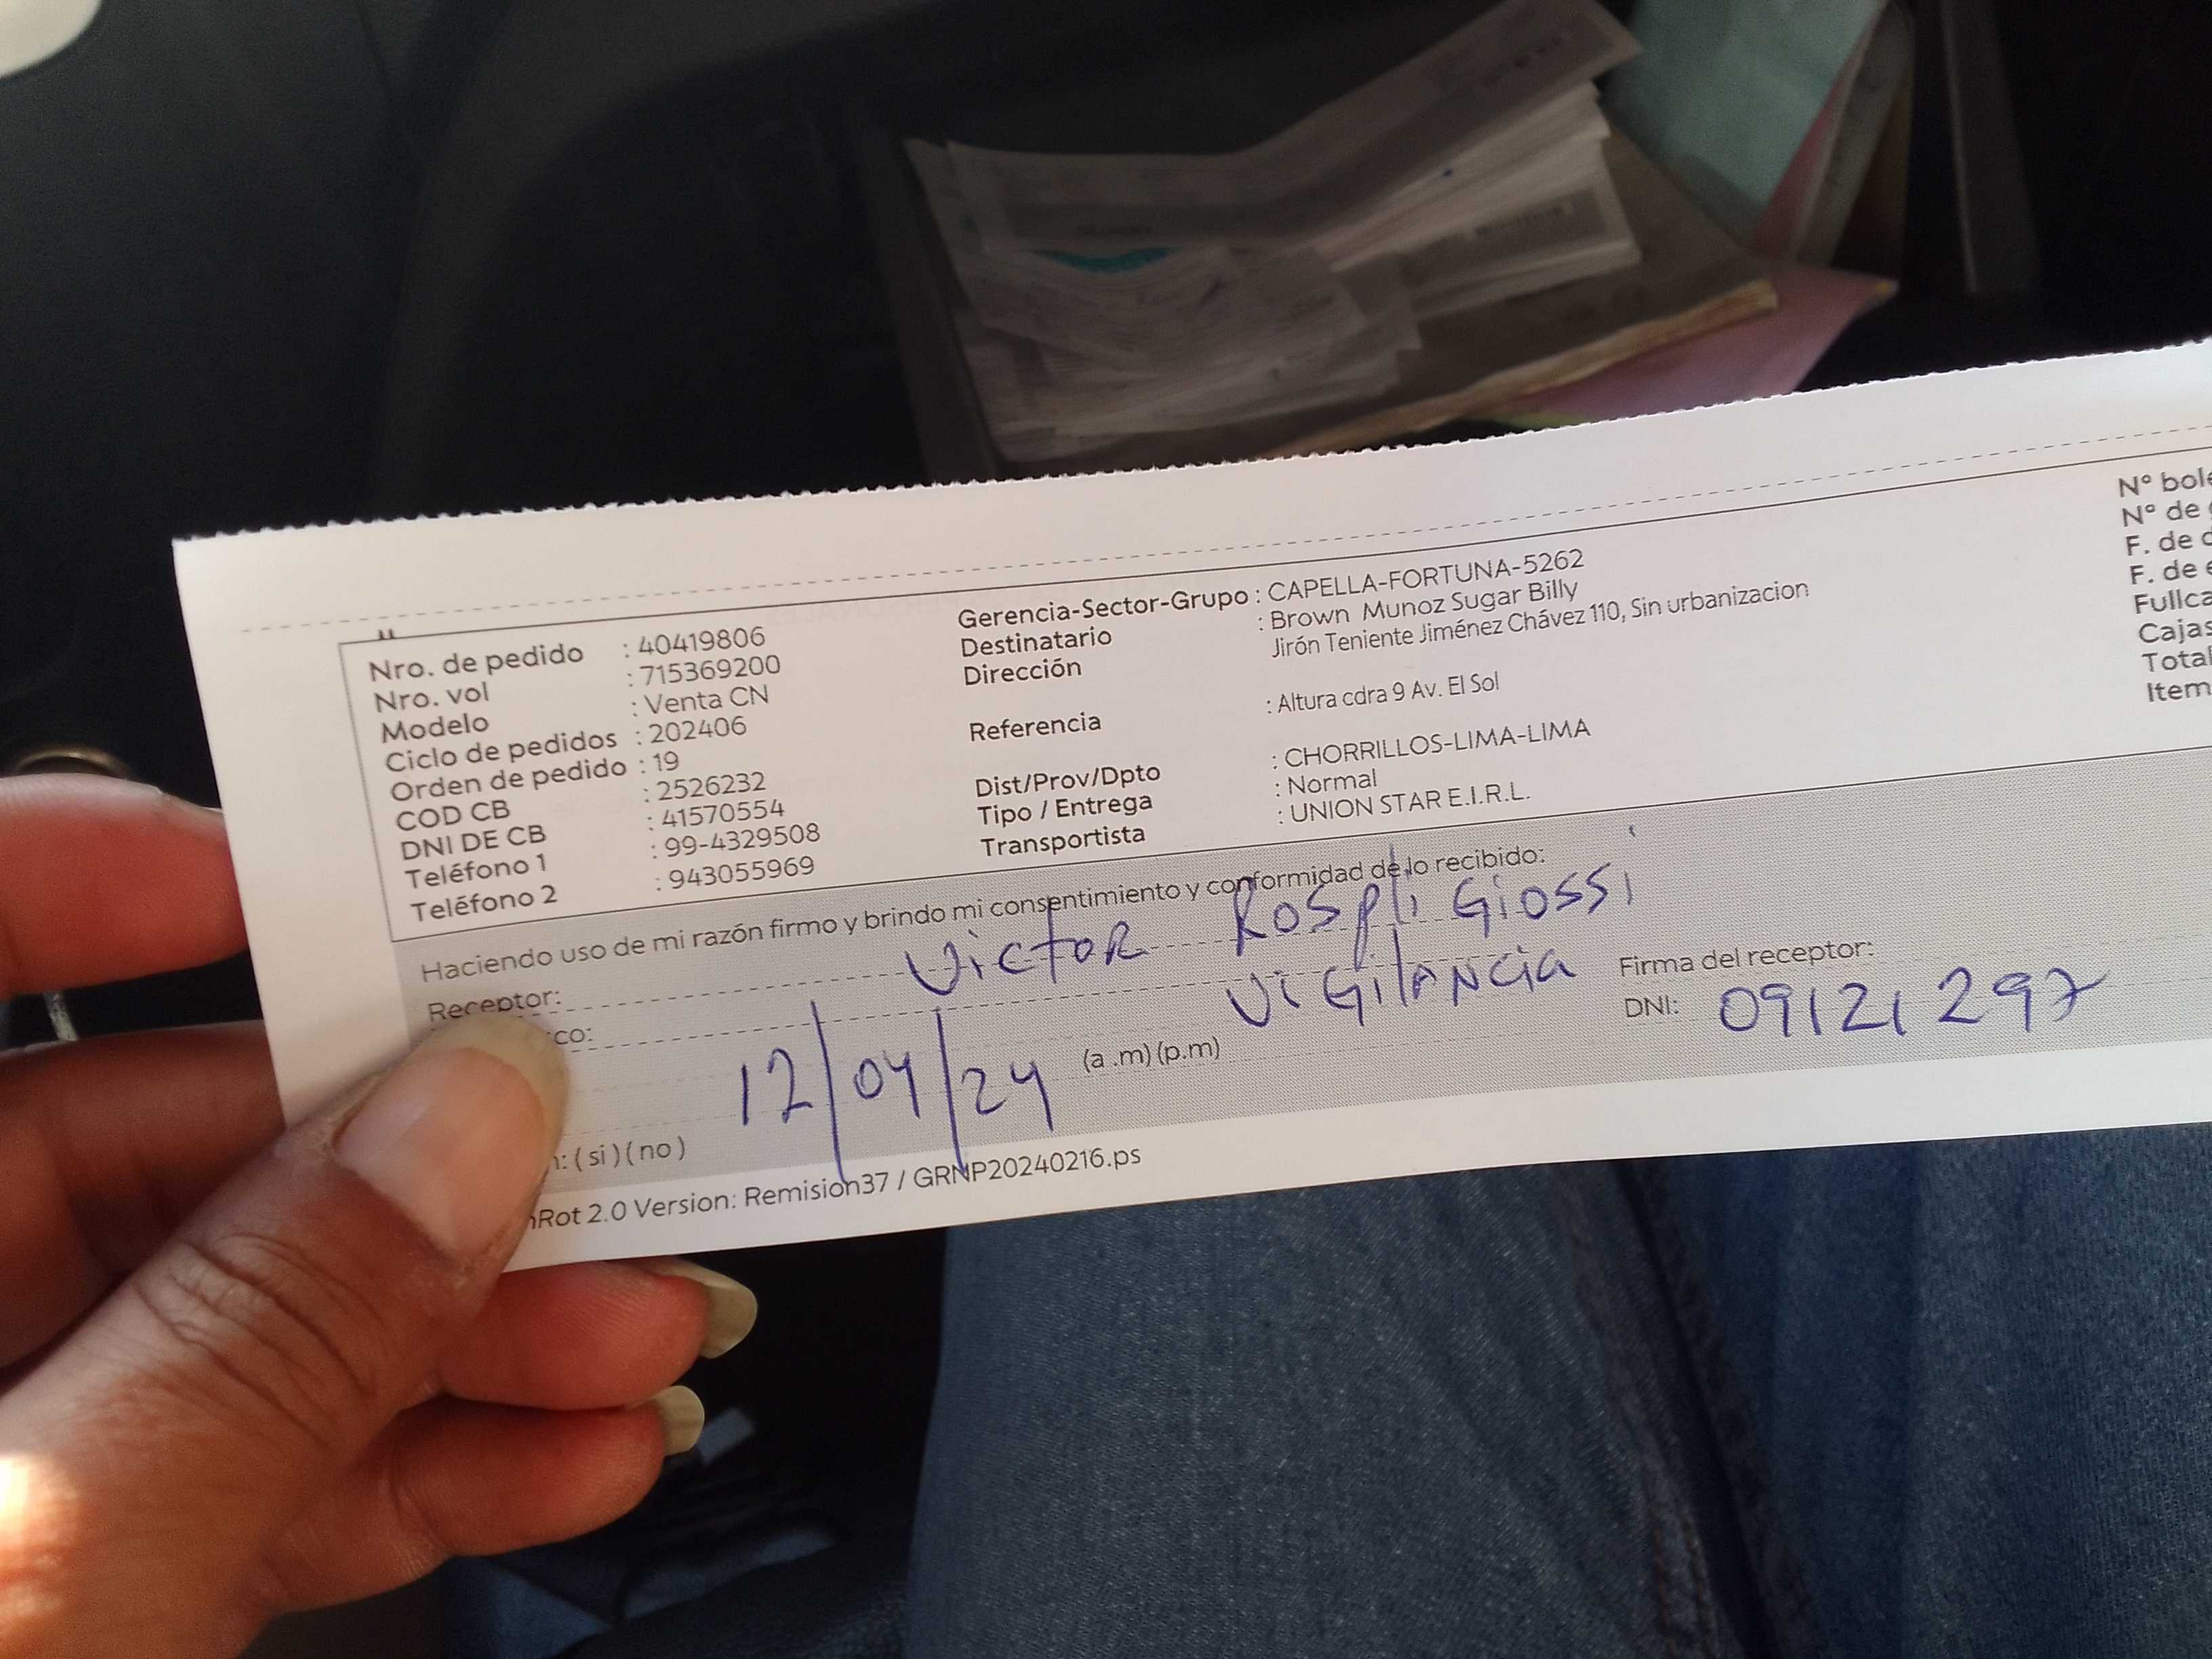 Nro. de pedido : 40419806
Nro. vol : 715369200
Modelo : Venta CN
Ciclo de pedidos : 202406
Orden de pedido : 19
COD CB : 2526232
DNI DE CB : 41570554
Teléfono 1 : 99-4329508
Teléfono 2 : 943055969
Gerencia-Sector-Grupo : CAPELLA-FORTUNA-5262
Destinatario : Brown Munoz Sugar Billy
Dirección Jirón Teniente Jiménez Chávez 110, Sin urbanizacion
Referencia : Altura cdra 9 Av. El Sol
Dist/Prov/Dpto : CHORRILLOS-LIMA-LIMA
Tipo / Entrega : Normal
Transportista : UNION STAR E.I.R.L.
N°
N° de
F. de
F. de
Cajas
Total
Item
Haciendo uso de mi razón firmo y brindo mi consentimiento y conformidad de lo recibido:
Receptor: Victor Rospli Giossi
Vigilancia
Firma del receptor:
12/04/24 (a .m) (p.m)
DNI: 09121297
(si) (no)
2.0 Version: Remision37 / GRNP20240216.ps